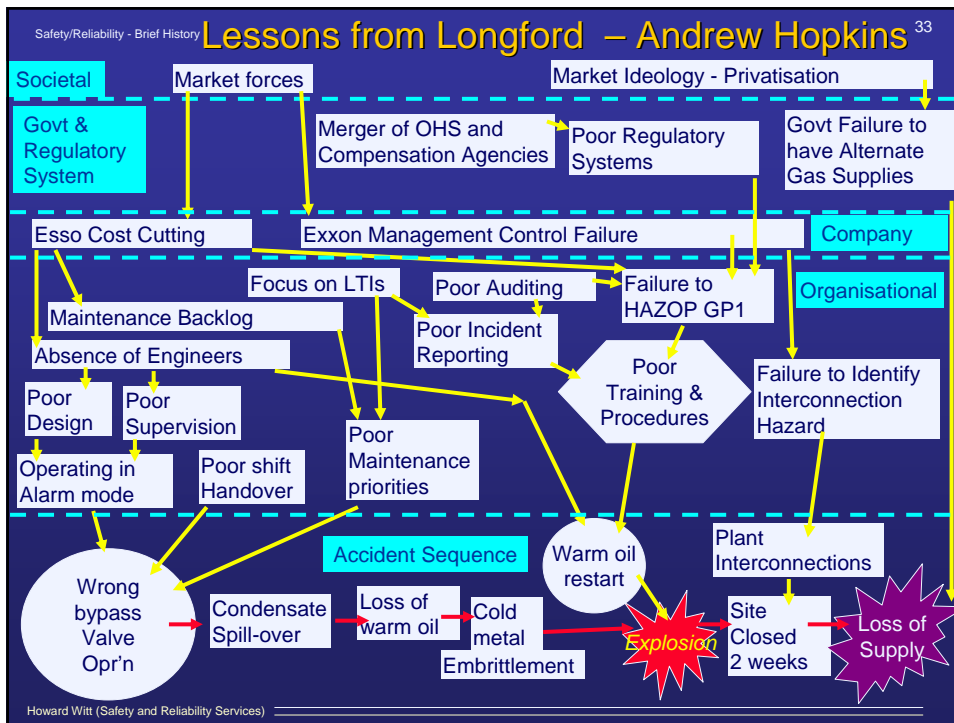 Safety/Reliability - Brief History
Lessons from Longford – Andrew Hopkins
33
Societal
Market forces
Market Ideology - Privatisation
Govt &
Regulatory
System
Merger of OHS and
Compensation Agencies
Poor Regulatory
Systems
Govt Failure to
have Alternate
Gas Supplies
Esso Cost Cutting
Exxon Management Control Failure
Company
Focus on LTIs
Poor Auditing
Failure to
HAZOP GP1
Organisational
Maintenance Backlog
Poor Incident
Reporting
Absence of Engineers
Poor
Training &
Procedures
Failure to Identify
Interconnection
Hazard
Poor
Design
Poor
Supervision
Poor
Maintenance
priorities
Operating in
Alarm mode
Poor shift
Handover
Accident Sequence
Warm oil
restart
Plant
Interconnections
Wrong
bypass
Valve
Opr'n
Condensate
Spill-over
Loss of
warm oil
Cold
metal
Embrittlement
Explosion
Site
Closed
2 weeks
Loss of
Supply
Howard Witt (Safety and Reliability Services)